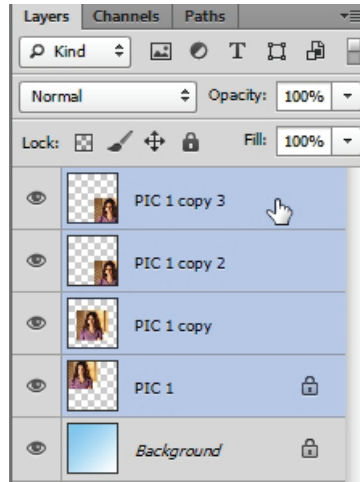 Layers Channels Paths
Kind
Normal Opacity: 100%
Lock: Fill: 100%
PIC 1 copy 3
PIC 1 copy 2
PIC 1 copy
PIC 1
Background